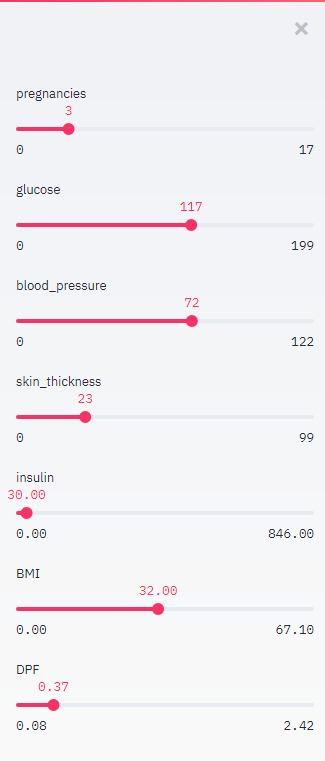 pregnancies
3
0 17
glucose
117
0 199
blood_pressure
72
0 122
skin_thickness
23
0 99
insulin
30.00
0.00 846.00
BMI
32.00
0.00 67.10
DPF
0.37
0.08 2.42